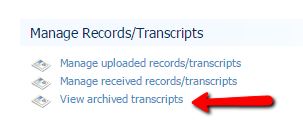 Manage Records/Transcripts
Manage uploaded records/transcripts
Manage received records/transcripts
View archived transcripts